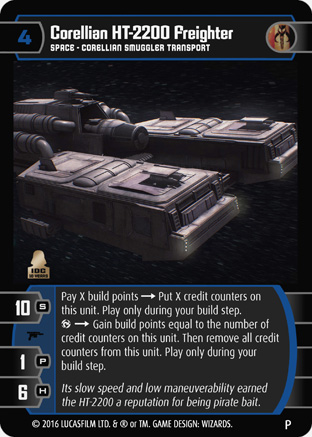 4
Corellian HT-2200 Freighter
SPACE - CORELLIAN SMUGGLER TRANSPORT
IDC
10 S
1 P
6 H
Pay X build points → Put X credit counters on
this unit. Play only during your build step.
→ Gain build points equal to the number of
credit counters on this unit. Then remove all credit
counters from this unit. Play only during your
build step.
Its slow speed and low maneuverability earned
the HT-2200 a reputation for being pirate bait.
© 2016 LUCASFILM LTD. & ® or TM. GAME DESIGN: WIZARDS.
P